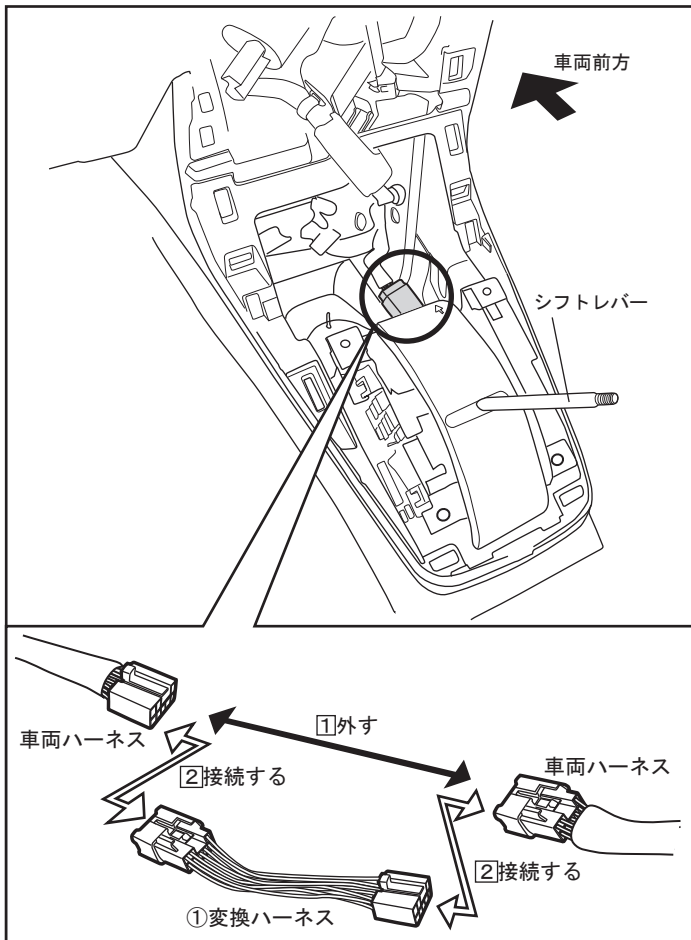 車両前方
シフトレバー
1外す
車両ハーネス
車両ハーネス
2接続する
2接続する
①変換ハーネス